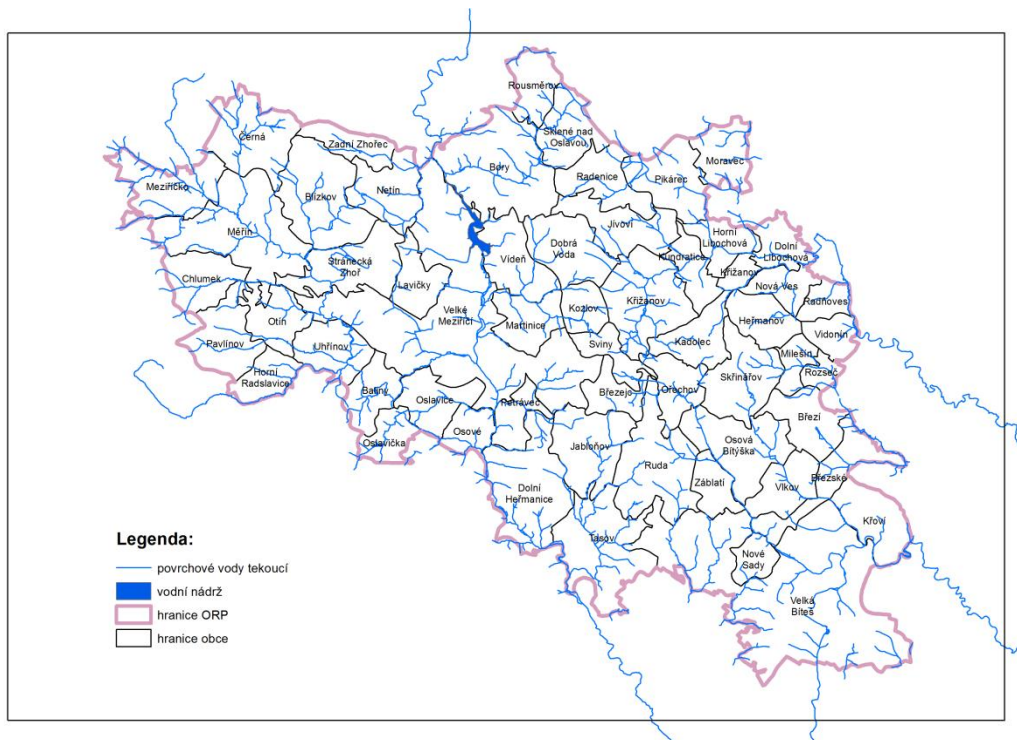 Rousměrov
Sklené nad
Oslavou
Černá
Zadní Zhořec
Moravec
Bory
Radenice
Pikárec
Meziříčko
Blízkov
Netín
Měřín
Jívoví
Horní
Libochová
Dolní
Libochová
Dobrá
Voda
Vídeň
Kundratice
Stránecká
Zhoř
Křižanov
Nová Ves
Chlumek
Lavičky
Radňoves
Křižanov
Velké
Meziříčí
Martinice
Kozlov
Heřmanov
Otín
Vidonín
Sviny
Kadolec
Pavlínov
Uhřínov
Milešín
Horní
Radslavice
Rozseč
Skřinářov
Baliny
Oslavice
Petrávec
Březejc
Ořechov
Březí
Osové
Oslavička
Jabloňov
Osová
Bítýška
Ruda
Záblatí
Vlkov
Březské
Dolní
Heřmanice
Křoví
Tasov
Nové
Sady
Velká
Bíteš
Legenda:
povrchové vody tekoucí
vodní nádrž
hranice ORP
hranice obce